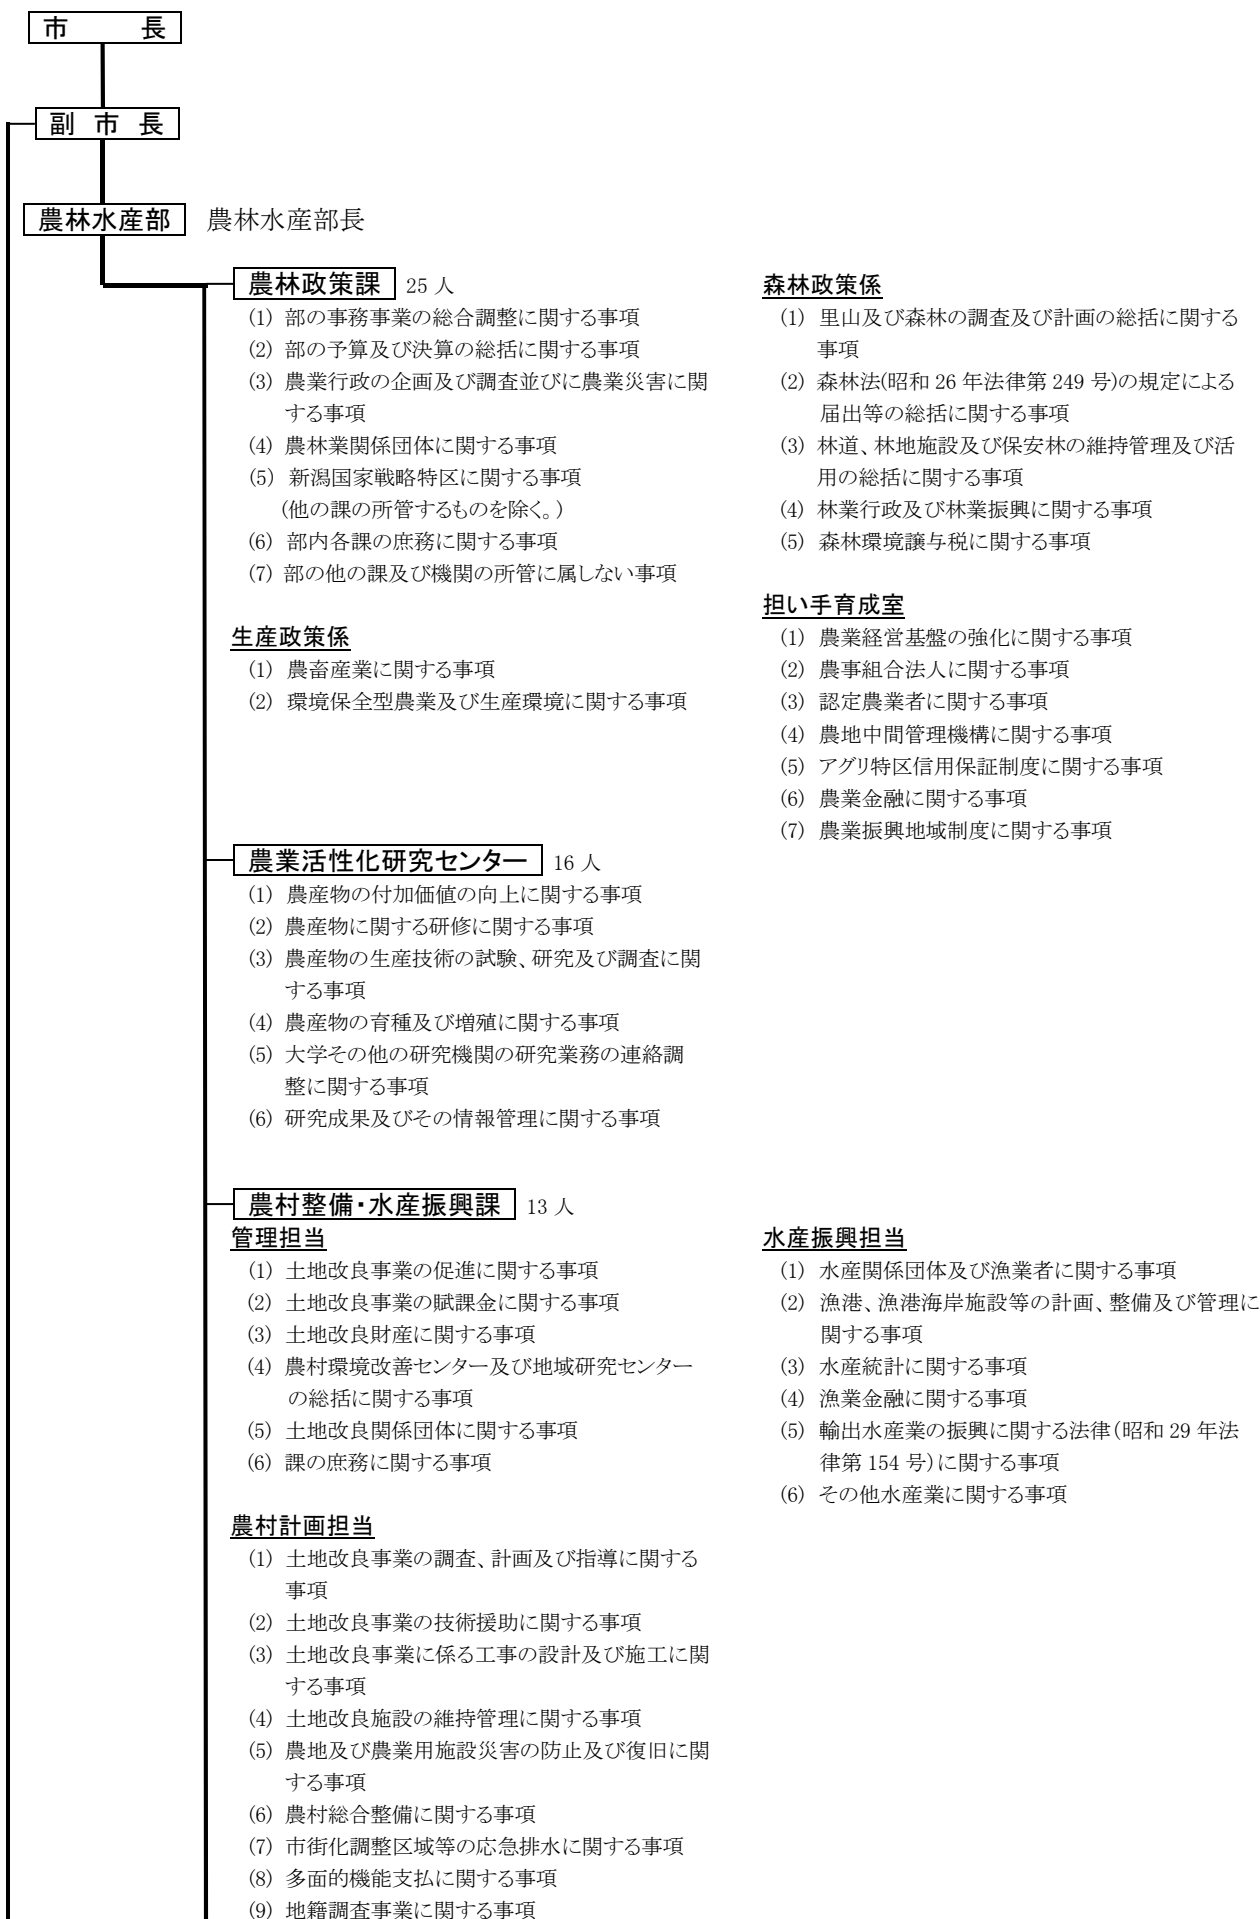 市　　長
副 市 長
農林水産部 農林水産部長
農林政策課 25 人
(1) 部の事務事業の総合調整に関する事項
(2) 部の予算及び決算の総括に関する事項
(3) 農業行政の企画及び調査並びに農業災害に関
する事項
(4) 農林業関係団体に関する事項
(5) 新潟国家戦略特区に関する事項
(他の課の所管するものを除く。)
(6) 部内各課の庶務に関する事項
(7) 部の他の課及び機関の所管に属しない事項
生産政策係
(1) 農畜産業に関する事項
(2) 環境保全型農業及び生産環境に関する事項
森林政策係
(1) 里山及び森林の調査及び計画の総括に関する
事項
(2) 森林法(昭和 26 年法律第 249 号)の規定による
届出等の総括に関する事項
(3) 林道、林地施設及び保安林の維持管理及び活
用の総括に関する事項
(4) 林業行政及び林業振興に関する事項
(5) 森林環境譲与税に関する事項
担い手育成室
(1) 農業経営基盤の強化に関する事項
(2) 農事組合法人に関する事項
(3) 認定農業者に関する事項
(4) 農地中間管理機構に関する事項
(5) アグリ特区信用保証制度に関する事項
(6) 農業金融に関する事項
(7) 農業振興地域制度に関する事項
農業活性化研究センター 16 人
(1) 農産物の付加価値の向上に関する事項
(2) 農産物に関する研修に関する事項
(3) 農産物の生産技術の試験、研究及び調査に関
する事項
(4) 農産物の育種及び増殖に関する事項
(5) 大学その他の研究機関の研究業務の連絡調
整に関する事項
(6) 研究成果及びその情報管理に関する事項
農村整備・水産振興課 13 人
管理担当
(1) 土地改良事業の促進に関する事項
(2) 土地改良事業の賦課金に関する事項
(3) 土地改良財産に関する事項
(4) 農村環境改善センター及び地域研究センター
の総括に関する事項
(5) 土地改良関係団体に関する事項
(6) 課の庶務に関する事項
農村計画担当
(1) 土地改良事業の調査、計画及び指導に関する
事項
(2) 土地改良事業の技術援助に関する事項
(3) 土地改良事業に係る工事の設計及び施工に関
する事項
(4) 土地改良施設の維持管理に関する事項
(5) 農地及び農業用施設災害の防止及び復旧に関
する事項
(6) 農村総合整備に関する事項
(7) 市街化調整区域等の応急排水に関する事項
(8) 多面的機能支払に関する事項
(9) 地籍調査事業に関する事項
水産振興担当
(1) 水産関係団体及び漁業者に関する事項
(2) 漁港、漁港海岸施設等の計画、整備及び管理に
関する事項
(3) 水産統計に関する事項
(4) 漁業金融に関する事項
(5) 輸出水産業の振興に関する法律(昭和 29 年法
律第 154 号)に関する事項
(6) その他水産業に関する事項